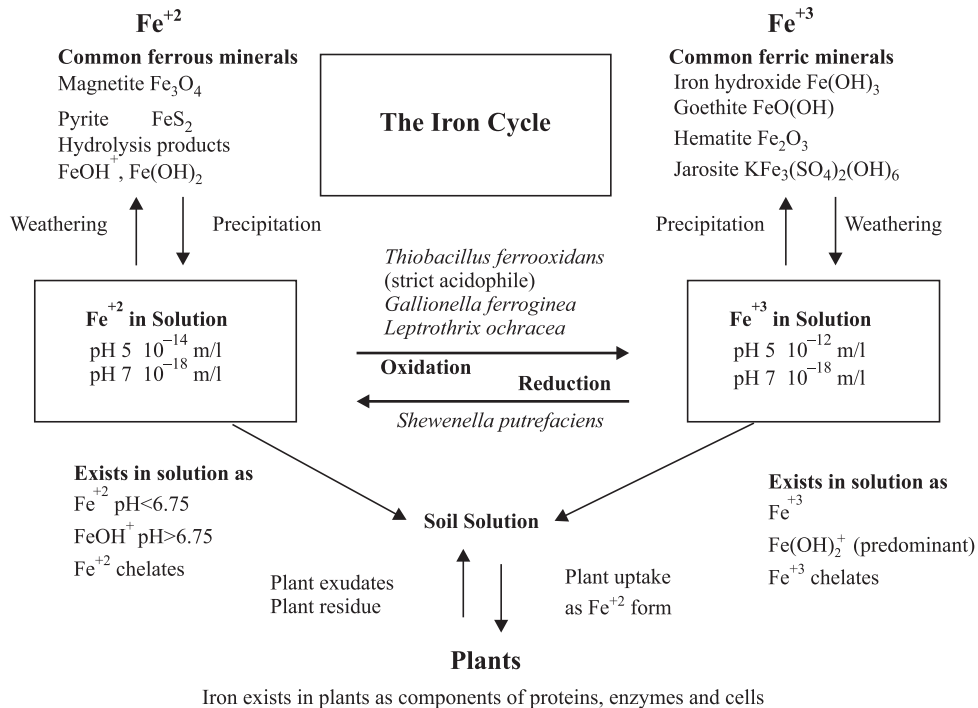 Fe+2
Common ferrous minerals
Magnetite Fe3O4
Pyrite FeS2
Hydrolysis products
FeOH+, Fe(OH)2
Weathering
Precipitation
The Iron Cycle
Fe+3
Common ferric minerals
Iron hydroxide Fe(OH)3
Goethite FeO(OH)
Hematite Fe2O3
Jarosite KFe3(SO4)2(OH)6
Precipitation
Weathering
Thiobacillus ferrooxidans
(strict acidophile)
Gallionella ferroginea
Leptrothrix ochracea
Oxidation
Reduction
Shewenella putrefaciens
Fe+2 in Solution
pH 5 10−14 m/l
pH 7 10−18 m/l
Fe+3 in Solution
pH 5 10−12 m/l
pH 7 10−18 m/l
Exists in solution as
Fe+2 pH<6.75
FeOH+ pH>6.75
Fe+2 chelates
Soil Solution
Exists in solution as
Fe+3
Fe(OH)2+ (predominant)
Fe+3 chelates
Plant exudates
Plant residue
Plant uptake
as Fe+2 form
Plants
Iron exists in plants as components of proteins, enzymes and cells